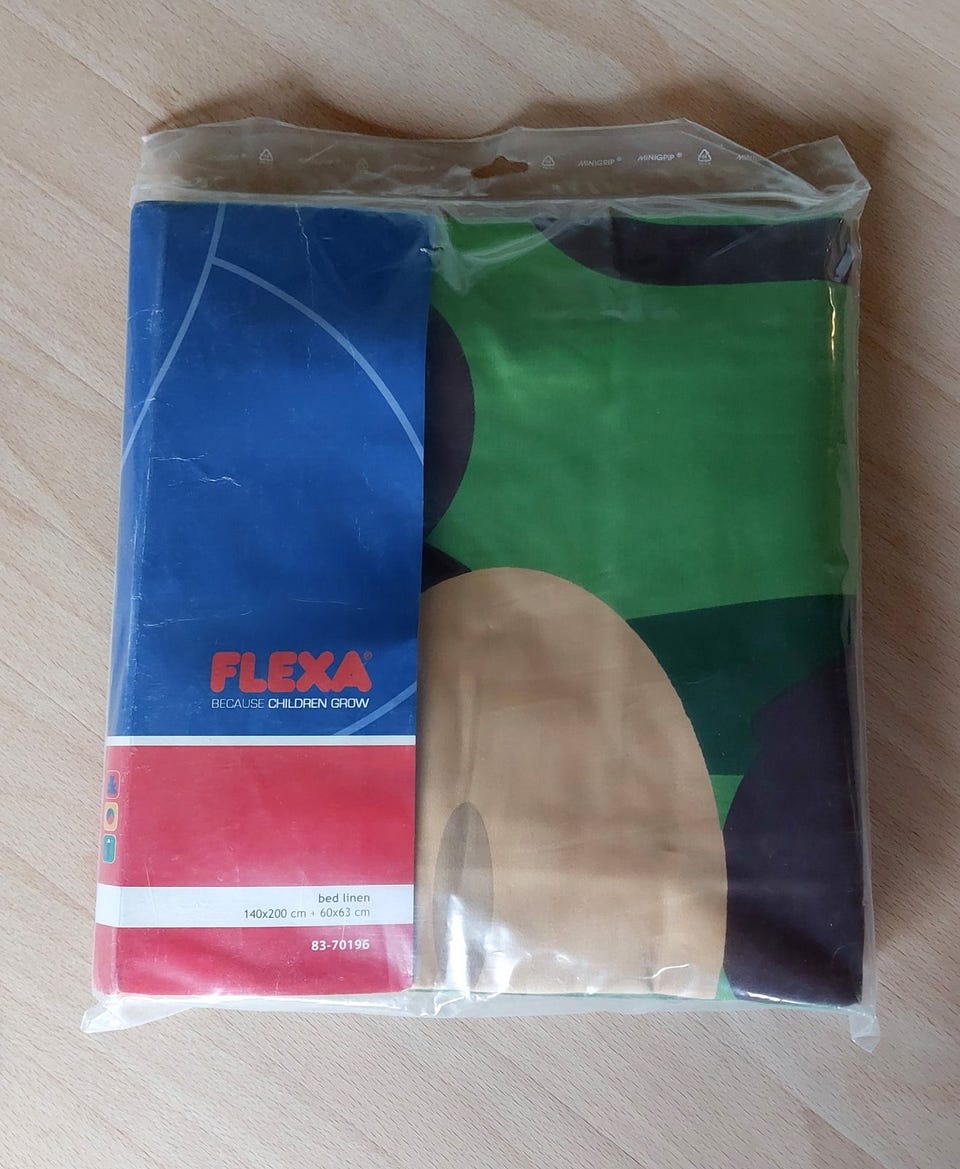 MINIGRIP® MINIGRIP®
FLEXA®
BECAUSE CHILDREN GROW
bed linen
140x200 cm + 60x63 cm
83-70196